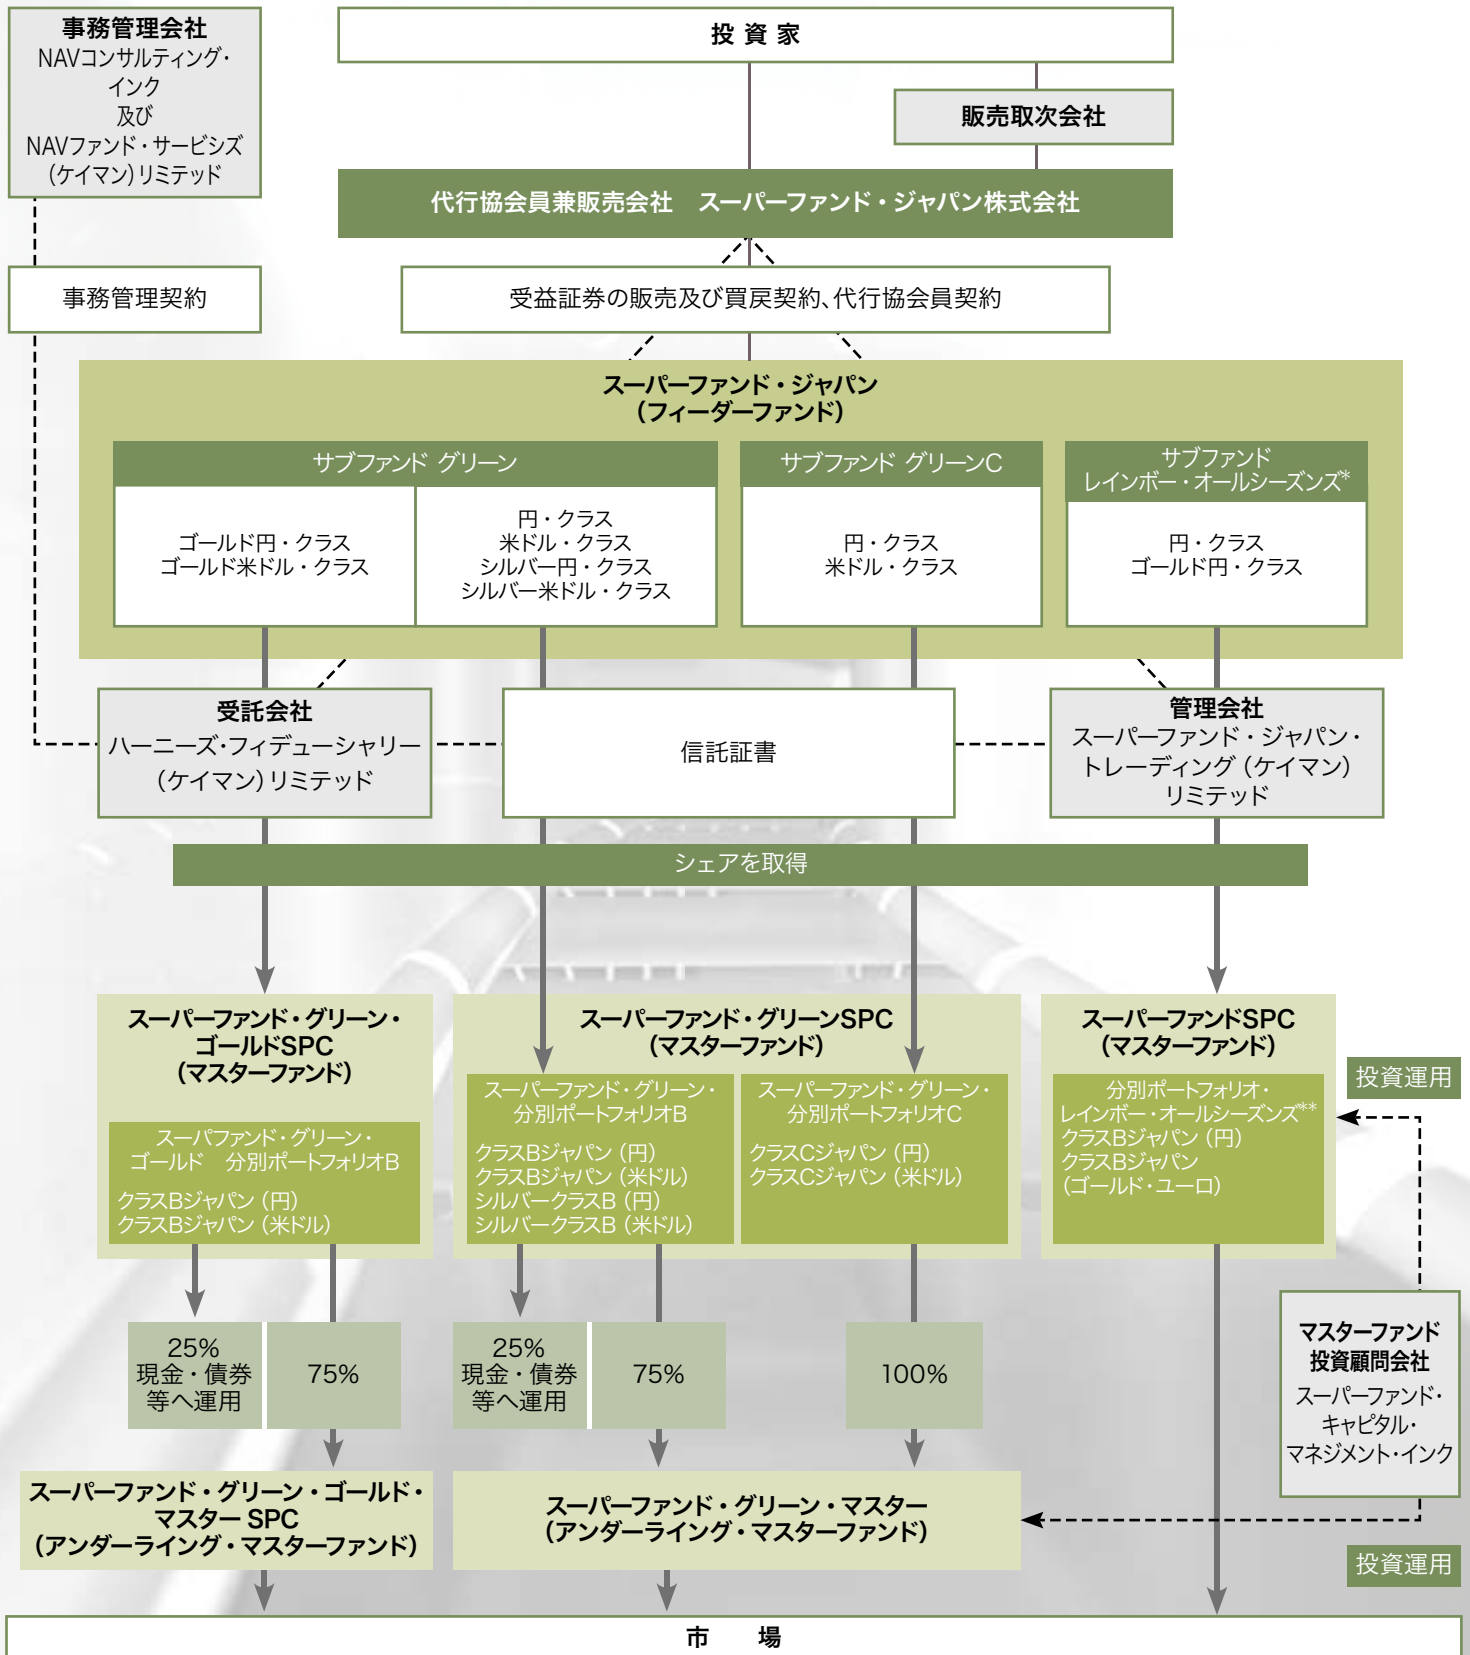 事務管理会社
NAVコンサルティング・
インク
及び
NAVファンド・サービシズ
（ケイマン）リミテッド
投 資 家
販売取次会社
代行協会員兼販売会社　スーパーファンド・ジャパン株式会社
事務管理契約
受益証券の販売及び買戻契約、代行協会員契約
スーパーファンド・ジャパン
（フィーダーファンド）
サブファンド グリーン
ゴールド円・クラス
ゴールド米ドル・クラス
円・クラス
米ドル・クラス
シルバー円・クラス
シルバー米ドル・クラス
サブファンド グリーンC
円・クラス
米ドル・クラス
サブファンド
レインボー・オールシーズンズ*
円・クラス
ゴールド円・クラス
受託会社
ハーニーズ・フィデューシャリー
（ケイマン）リミテッド
信託証書
管理会社
スーパーファンド・ジャパン・
トレーディング（ケイマン）
リミテッド
シェアを取得
スーパーファンド・グリーン・
ゴールドSPC
（マスターファンド）
スーパファンド・グリーン・
ゴールド　分別ポートフォリオB
クラスBジャパン（円）
クラスBジャパン（米ドル）
スーパーファンド・グリーンSPC
（マスターファンド）
スーパーファンド・グリーン・
分別ポートフォリオB
クラスBジャパン（円）
クラスBジャパン（米ドル）
シルバークラスB（円）
シルバークラスB（米ドル）
スーパーファンド・グリーン・
分別ポートフォリオC
クラスCジャパン（円）
クラスCジャパン（米ドル）
スーパーファンドSPC
（マスターファンド）
分別ポートフォリオ・
レインボー・オールシーズンズ**
クラスBジャパン（円）
クラスBジャパン
（ゴールド・ユーロ）
投資運用
25%
現金・債券
等へ運用
75%
25%
現金・債券
等へ運用
75%
100%
マスターファンド
投資顧問会社
スーパーファンド・
キャピタル・
マネジメント・インク
スーパーファンド・グリーン・ゴールド・
マスター SPC
（アンダーライング・マスターファンド）
スーパーファンド・グリーン・マスター
（アンダーライング・マスターファンド）
投資運用
市　場